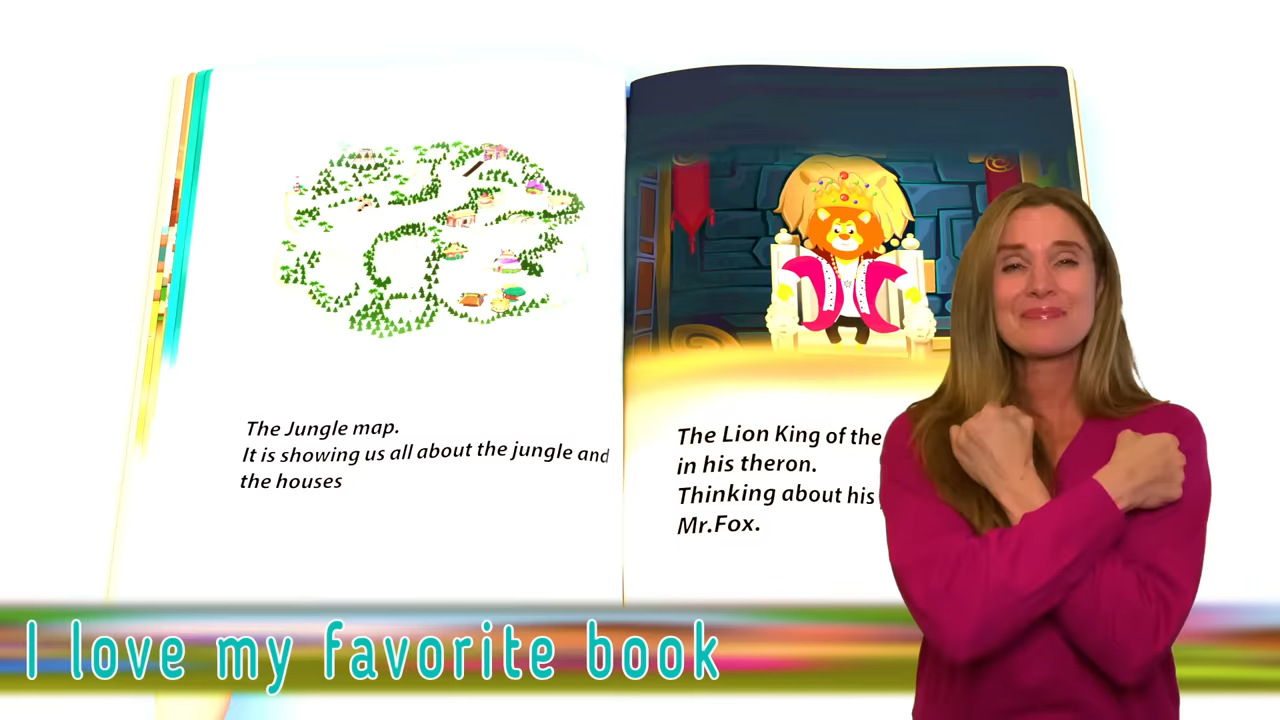 The Jungle map.
It is showing us all about the jungle and
the houses
The Lion King of the
in his theron.
Thinking about his
Mr.Fox.
I love my favorite book